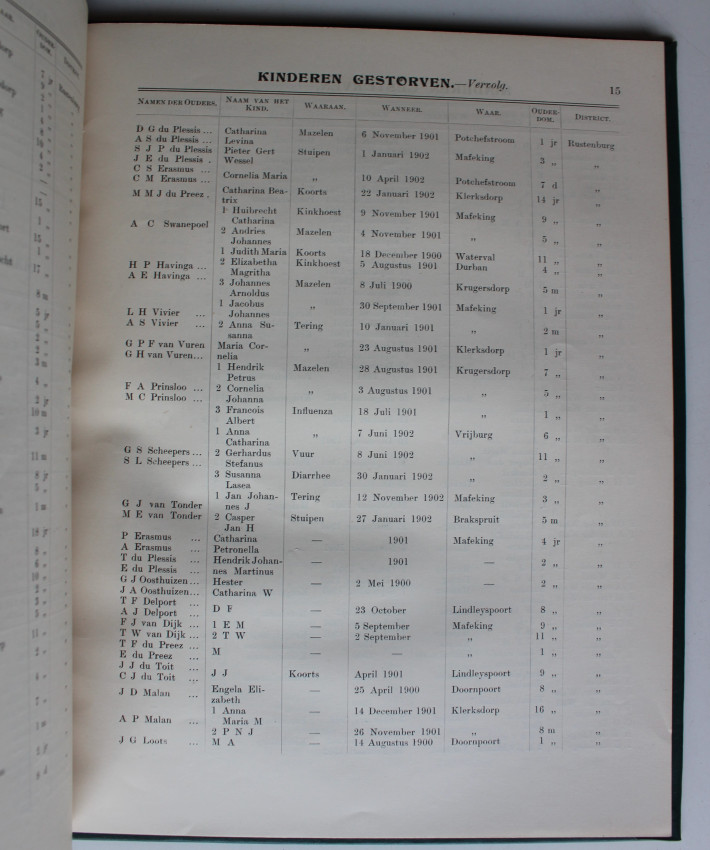 KINDEREN GESTORVEN.—Vervolg. 15
NAMEN DER OUDERS. NAAM VAN HET KIND. WAARAAN. WANNEER. WAAR. OUDER-DOM. DISTRICT.
D G du Plessis ... Catharina Mazelen 6 November 1901 Potchefstroom 1 jr Rustenburg
A S du Plessis ... Levina
S J P du Plessis Pieter Gert Stuipen 1 Januari 1902 Mafeking 3 „ „
J E du Plessis . Wessel
C S Erasmus ... Cornelia Maria „ 10 April 1902 Potchefstroom 7 d „
C M Erasmus ...
M M J du Preez . Catharina Bea- Koorts 22 Januari 1902 Klerksdorp 14 jr „
trix
1 Huibrecht Kinkhoest 9 November 1901 Mafeking 9 „ „
Catharina
A C Swanepoel
2 Andries Mazelen 4 November 1901 „ 5 „ „
Johannes
1 Judith Maria Koorts 18 December 1900 Waterval 11 „ „
H P Havinga ... 2 Elizabetha Kinkhoest 5 Augustus 1901 Durban 4 „ „
A E Havinga ... Magritha
3 Johannes Mazelen 8 Juli 1900 Krugersdorp 5 m „
Arnoldus
1 Jacobus „ 30 September 1901 Mafeking 1 jr „
L H Vivier ... Johannes
A S Vivier ... 2 Anna Su- Tering 10 Januari 1901 „ 2 m „
sanna
G P F van Vuren Maria Cor- „ 23 Augustus 1901 Klerksdorp 1 jr „
G H van Vuren... nelia
1 Hendrik Mazelen 28 Augustus 1901 Krugersdorp 7 „ „
Petrus
F A Prinsloo ... 2 Cornelia „ 3 Augustus 1901 „ 5 „ „
M C Prinsloo ... Johanna
3 Francois Influenza 18 Juli 1901 „ 1 „ „
Albert
1 Anna „ 7 Juni 1902 Vrijburg 6 „ „
Catharina
G S Scheepers ... 2 Gerhardus Vuur 8 Juni 1902 „ 11 „ „
S L Scheepers ... Stefanus
3 Susanna Diarrhee 30 Januari 1902 „ 2 „ „
Lasea
1 Jan Johan- Tering 12 November 1902 Mafeking 3 „ „
G J van Tonder nes J
M E van Tonder 2 Casper Stuipen 27 Januari 1902 Brakspruit 5 m „
Jan H
P Erasmus ... Catharina — 1901 Mafeking 4 jr „
A Erasmus ... Petronella
T du Plessis ... Hendrik Johan- — 1901 — 2 „ „
E du Plessis ... nes Martinus
G J Oosthuizen ... Hester — 2 Mei 1900 — 2 „ „
J A Oosthuizen... Catharina W
T F Delport ... D F — 23 October Lindleyspoort 8 „ „
A J Delport ...
F J van Dijk ... 1 E M — 5 September Mafeking 9 „ „
T W van Dijk ... 2 T W — 2 September „ 11 „ „
T F du Preez ... M — — „ 1 „ „
E du Preez ...
J J du Toit ... J J Koorts April 1901 Lindleyspoort 9 „ „
C J du Toit ...
J D Malan ... Engela Eli- — 25 April 1900 Doornpoort 8 „ „
zabeth
1 Anna — 14 December 1901 Klerksdorp 16 „ „
A P Malan ... Maria M
2 P N J — 26 November 1901 „ 8 m „
J G Loots ... M A — 14 Augustus 1900 Doornpoort 1 „ „